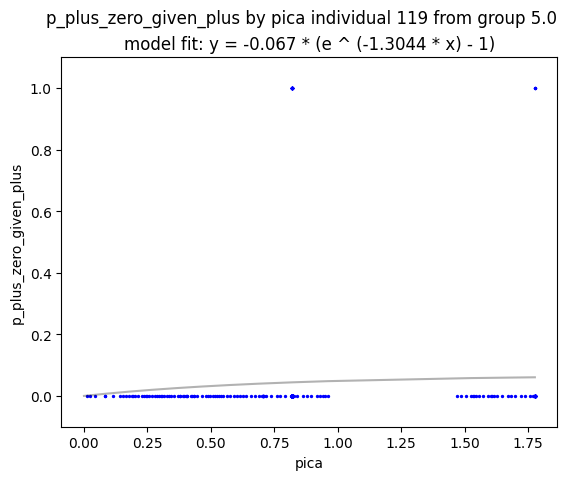 p_plus_zero_given_plus by pica individual 119 from group 5.0
model fit: y = -0.067 * (e ^ (-1.3044 * x) - 1)
1.0
0.8
0.6
0.4
0.2
0.0
p_plus_zero_given_plus
0.00 0.25 0.50 0.75 1.00 1.25 1.50 1.75
pica